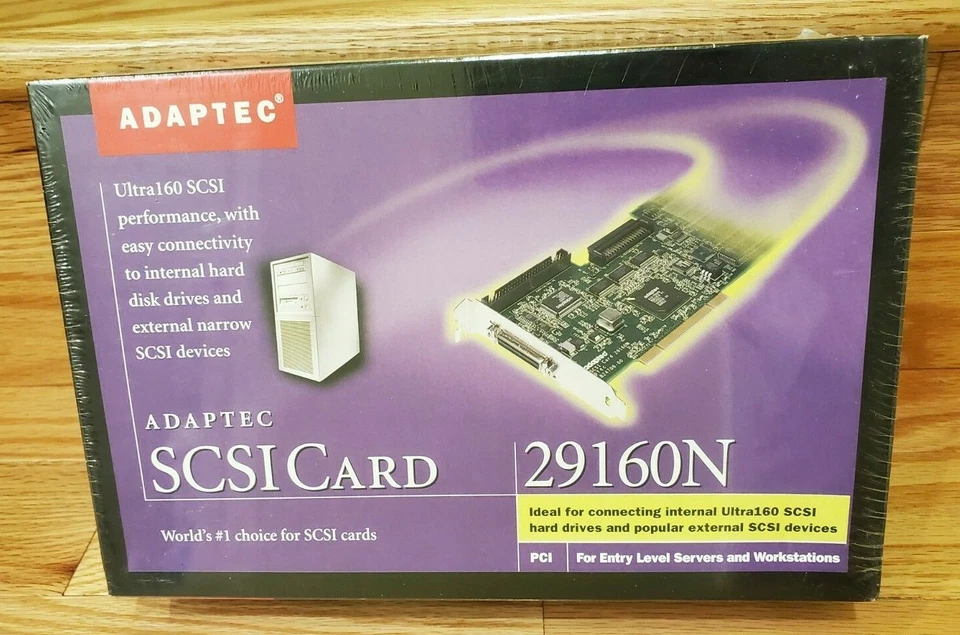 ADAPTEC®
Ultra160 SCSI
performance, with
easy connectivity
to internal hard
disk drives and
external narrow
SCSI devices
ADAPTEC
SCSI CARD
29160N
Ideal for connecting internal Ultra160 SCSI
hard drives and popular external SCSI devices
World's #1 choice for SCSI cards
PCI
For Entry Level Servers and Workstations